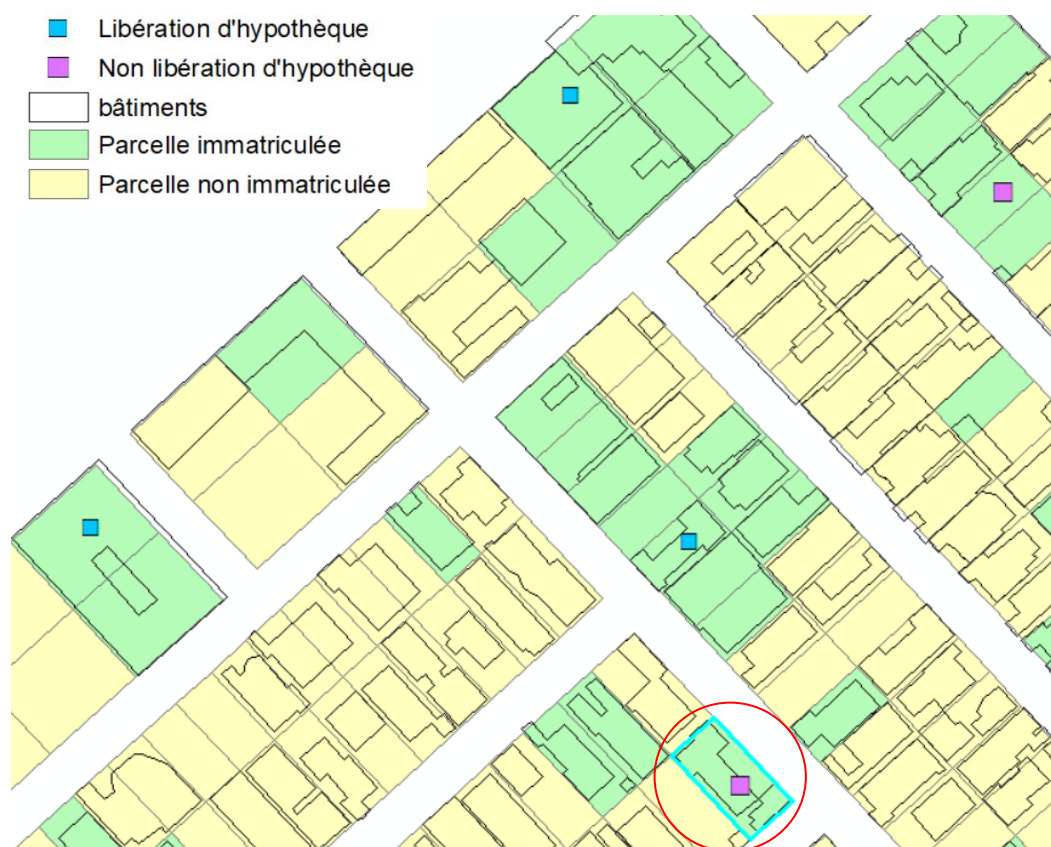 Libération d'hypothèque
Non libération d'hypothèque
bâtiments
Parcelle immatriculée
Parcelle non immatriculée